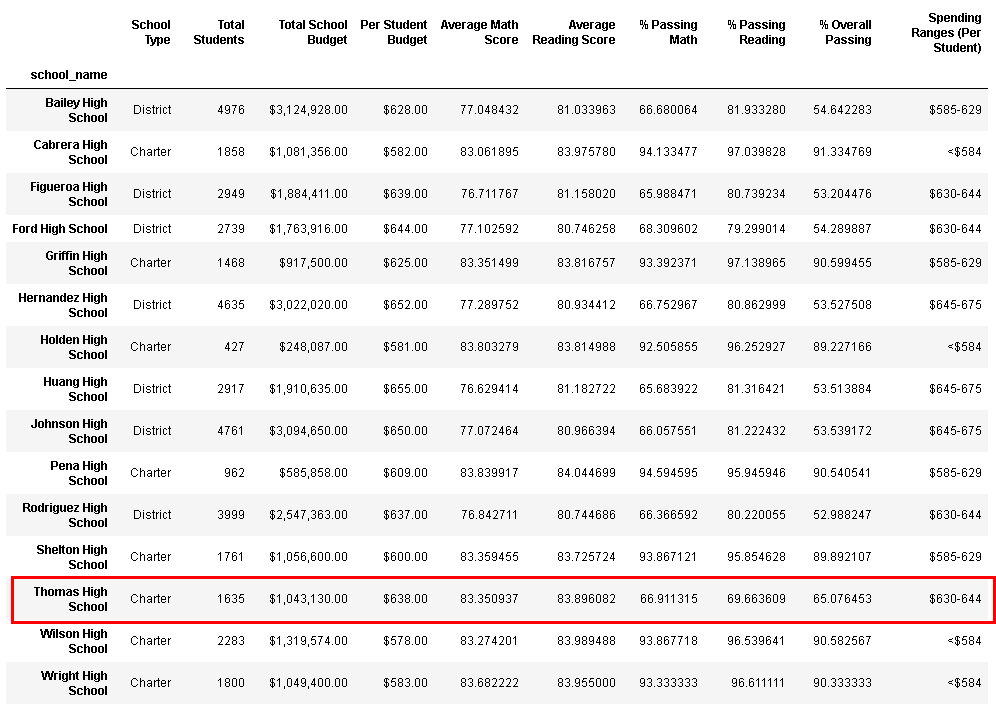 School Type Total Students Total School Budget Per Student Budget Average Math Score Average Reading Score % Passing Math % Passing Reading % Overall Passing Spending Ranges (Per Student)
school_name
Bailey High School District 4976 $3,124,928.00 $628.00 77.048432 81.033963 66.680064 81.933280 54.642283 $585-629
Cabrera High School Charter 1858 $1,081,356.00 $582.00 83.061895 83.975780 94.133477 97.039828 91.334769 <$584
Figueroa High School District 2949 $1,884,411.00 $639.00 76.711767 81.158020 65.988471 80.739234 53.204476 $630-644
Ford High School District 2739 $1,763,916.00 $644.00 77.102592 80.746258 68.309602 79.299014 54.289887 $630-644
Griffin High School Charter 1468 $917,500.00 $625.00 83.351499 83.816757 93.392371 97.138965 90.599455 $585-629
Hernandez High School District 4635 $3,022,020.00 $652.00 77.289752 80.934412 66.752967 80.862999 53.527508 $645-675
Holden High School Charter 427 $248,087.00 $581.00 83.803279 83.814988 92.505855 96.252927 89.227166 <$584
Huang High School District 2917 $1,910,635.00 $655.00 76.629414 81.182722 65.683922 81.316421 53.513884 $645-675
Johnson High School District 4761 $3,094,650.00 $650.00 77.072464 80.966394 66.057551 81.222432 53.539172 $645-675
Pena High School Charter 962 $585,858.00 $609.00 83.839917 84.044699 94.594595 95.945946 90.540541 $585-629
Rodriguez High School District 3999 $2,547,363.00 $637.00 76.842711 80.744686 66.366592 80.220055 52.988247 $630-644
Shelton High School Charter 1761 $1,056,600.00 $600.00 83.359455 83.725724 93.867121 95.854628 89.892107 $585-629
Thomas High School Charter 1635 $1,043,130.00 $638.00 83.350937 83.896082 66.911315 69.663609 65.076453 $630-644
Wilson High School Charter 2283 $1,319,574.00 $578.00 83.274201 83.989488 93.867718 96.539641 90.582567 <$584
Wright High School Charter 1800 $1,049,400.00 $583.00 83.682222 83.955000 93.333333 96.611111 90.333333 <$584